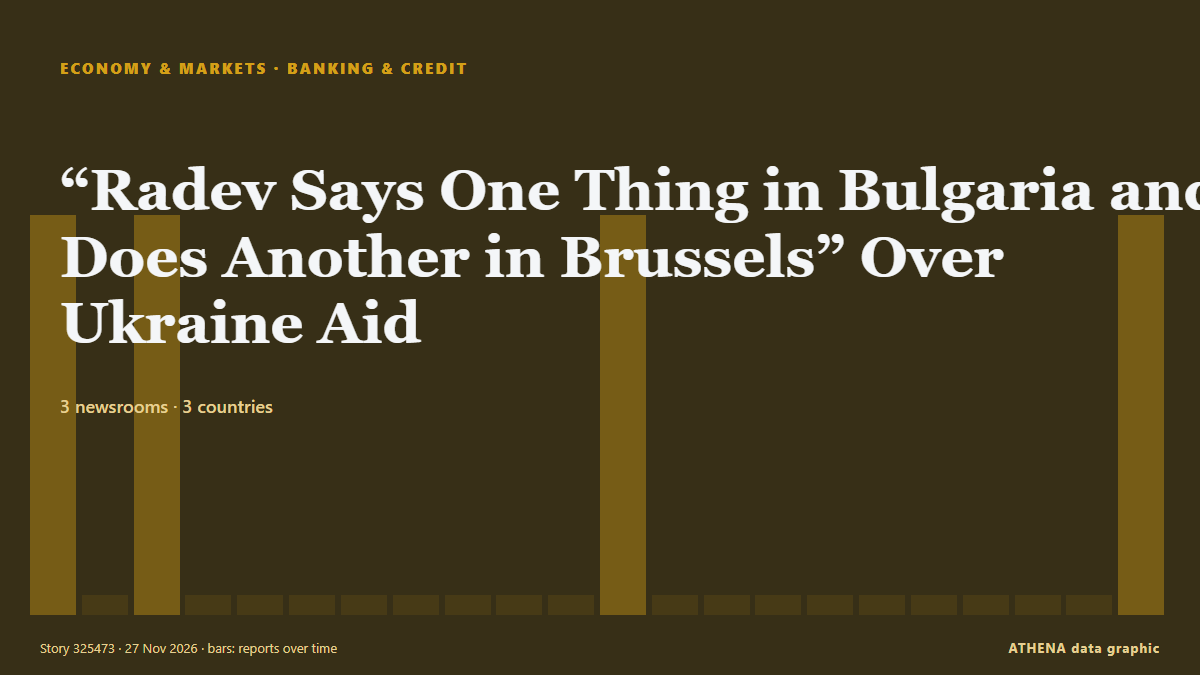 ECONOMY & MARKETS · BANKING & CREDIT
“Radev Says One Thing in Bulgaria and
Does Another in Brussels” Over
Ukraine Aid
3 newsrooms · 3 countries
Story 325473 · 27 Nov 2026 · bars: reports over time
ATHENA data graphic